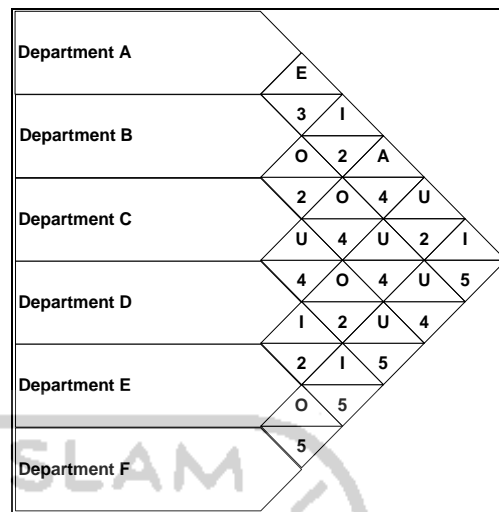 Department A
E
3 I
Department B
O 2 A
2 O 4 U
Department C
U 4 U 2 I
4 O 4 U 5
Department D
I 2 U 4
2 I 5
Department E
O 5
5
Department F
SLAM